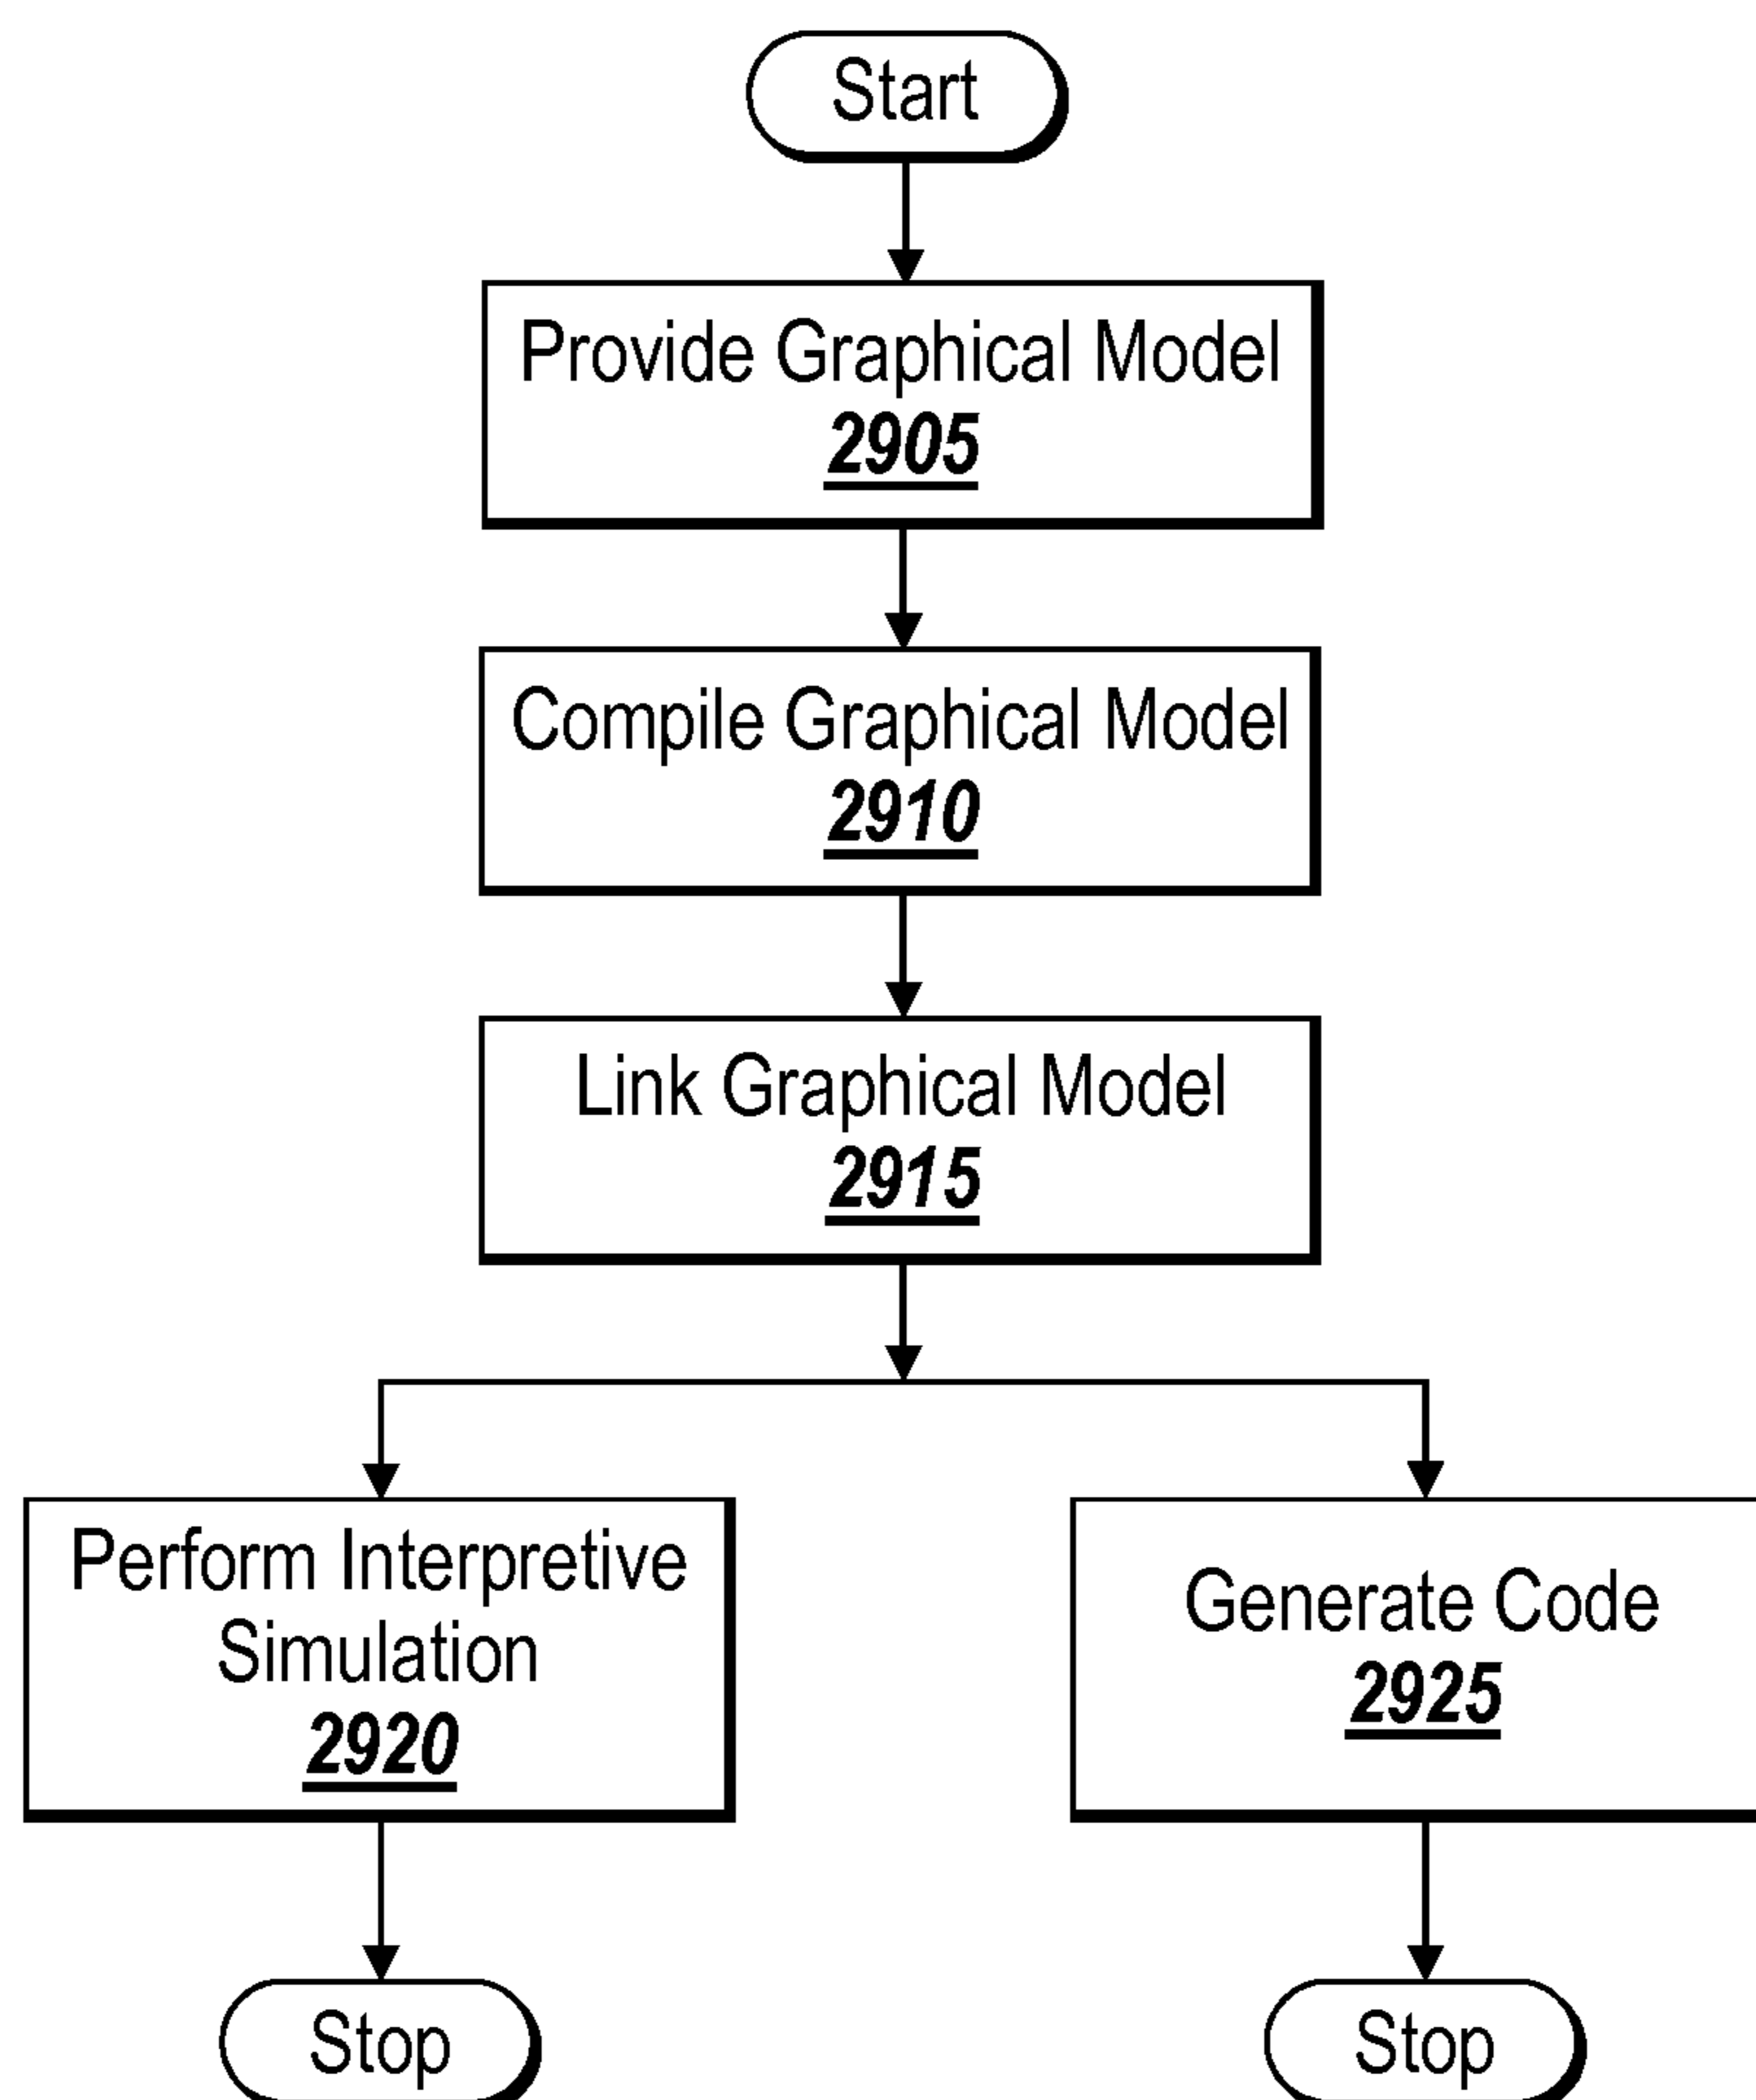 Start
Provide Graphical Model
2905
Compile Graphical Model
2910
Link Graphical Model
2915
Perform Interpretive
Simulation
2920
Generate Code
2925
Stop
Stop